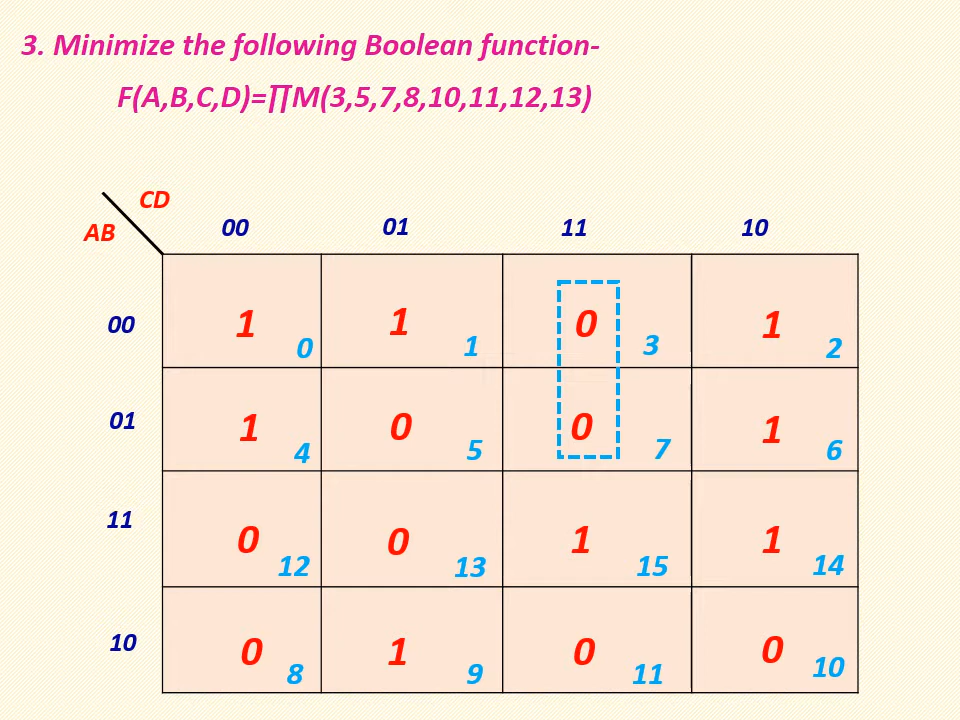 3. Minimize the following Boolean function-
F(A,B,C,D)=∏M(3,5,7,8,10,11,12,13)
CD
AB
00 01 11 10
00 1 0 1 1 0 3 1 2
01 1 4 0 5 0 7 1 6
11 0 12 0 13 1 15 1 14
10 0 8 1 9 0 11 0 10